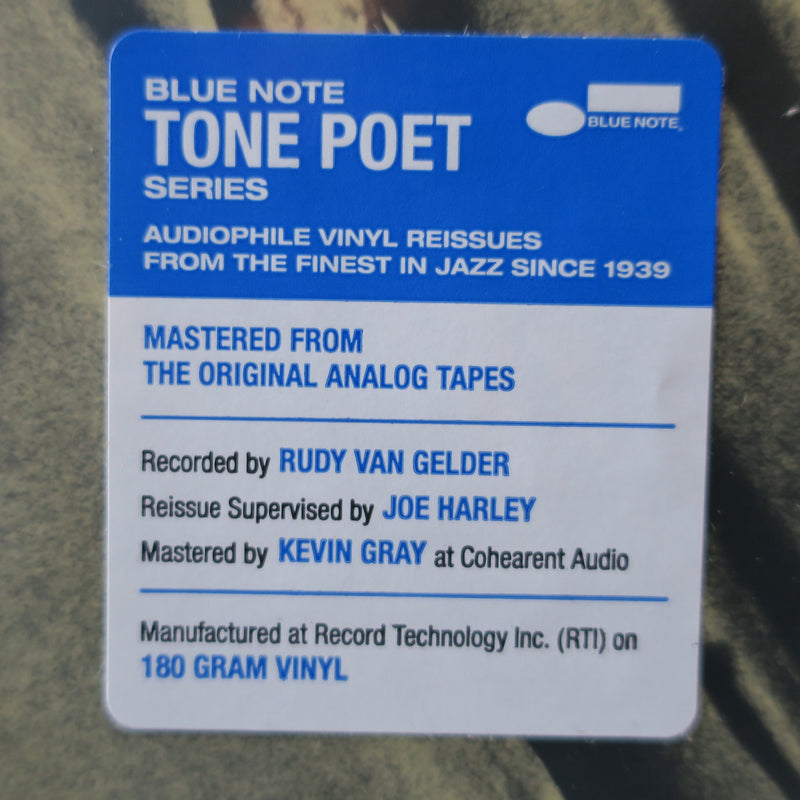 BLUE NOTE
TONE POET
SERIES
BLUE NOTE®
AUDIOPHILE VINYL REISSUES
FROM THE FINEST IN JAZZ SINCE 1939
MASTERED FROM
THE ORIGINAL ANALOG TAPES
Recorded by RUDY VAN GELDER
Reissue Supervised by JOE HARLEY
Mastered by KEVIN GRAY at Cohearent Audio
Manufactured at Record Technology Inc. (RTI) on
180 GRAM VINYL